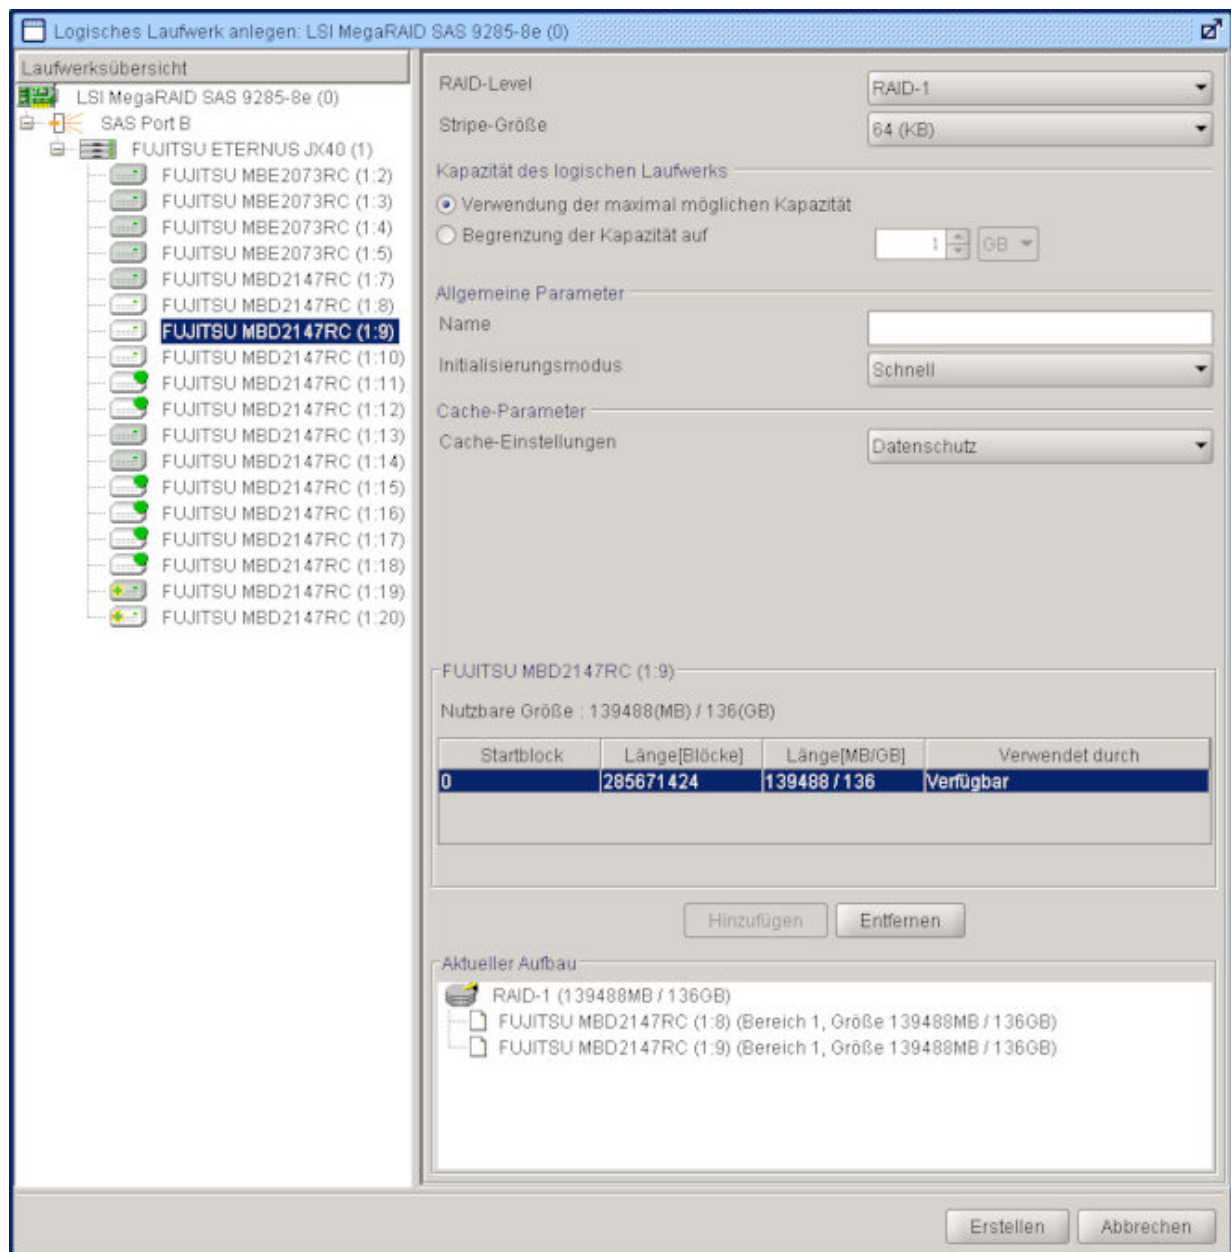 Logisches Laufwerk anlegen: LSI MegaRAID SAS 9285-8e (0)
Laufwerksübersicht
LSI MegaRAID SAS 9285-8e (0)
SAS Port B
FUJITSU ETERNUS JX40 (1)
FUJITSU MBE2073RC (1:2)
FUJITSU MBE2073RC (1:3)
FUJITSU MBE2073RC (1:4)
FUJITSU MBE2073RC (1:5)
FUJITSU MBD2147RC (1:7)
FUJITSU MBD2147RC (1:8)
FUJITSU MBD2147RC (1:9)
FUJITSU MBD2147RC (1:10)
FUJITSU MBD2147RC (1:11)
FUJITSU MBD2147RC (1:12)
FUJITSU MBD2147RC (1:13)
FUJITSU MBD2147RC (1:14)
FUJITSU MBD2147RC (1:15)
FUJITSU MBD2147RC (1:16)
FUJITSU MBD2147RC (1:17)
FUJITSU MBD2147RC (1:18)
FUJITSU MBD2147RC (1:19)
FUJITSU MBD2147RC (1:20)
RAID-Level RAID-1
Stripe-Größe 64 (KB)
Kapazität des logischen Laufwerks
Verwendung der maximal möglichen Kapazität
Begrenzung der Kapazität auf 1 GB
Allgemeine Parameter
Name
Initialisierungsmodus Schnell
Cache-Parameter
Cache-Einstellungen Datenschutz
FUJITSU MBD2147RC (1:9)
Nutzbare Größe : 139488(MB) / 136(GB)
Startblock Länge[Blöcke] Länge[MB/GB] Verwendet durch
0 285671424 139488 / 136 Verfügbar
Hinzufügen Entfernen
Aktueller Aufbau
RAID-1 (139488MB / 136GB)
FUJITSU MBD2147RC (1:8) (Bereich 1, Größe 139488MB / 136GB)
FUJITSU MBD2147RC (1:9) (Bereich 1, Größe 139488MB / 136GB)
Erstellen Abbrechen